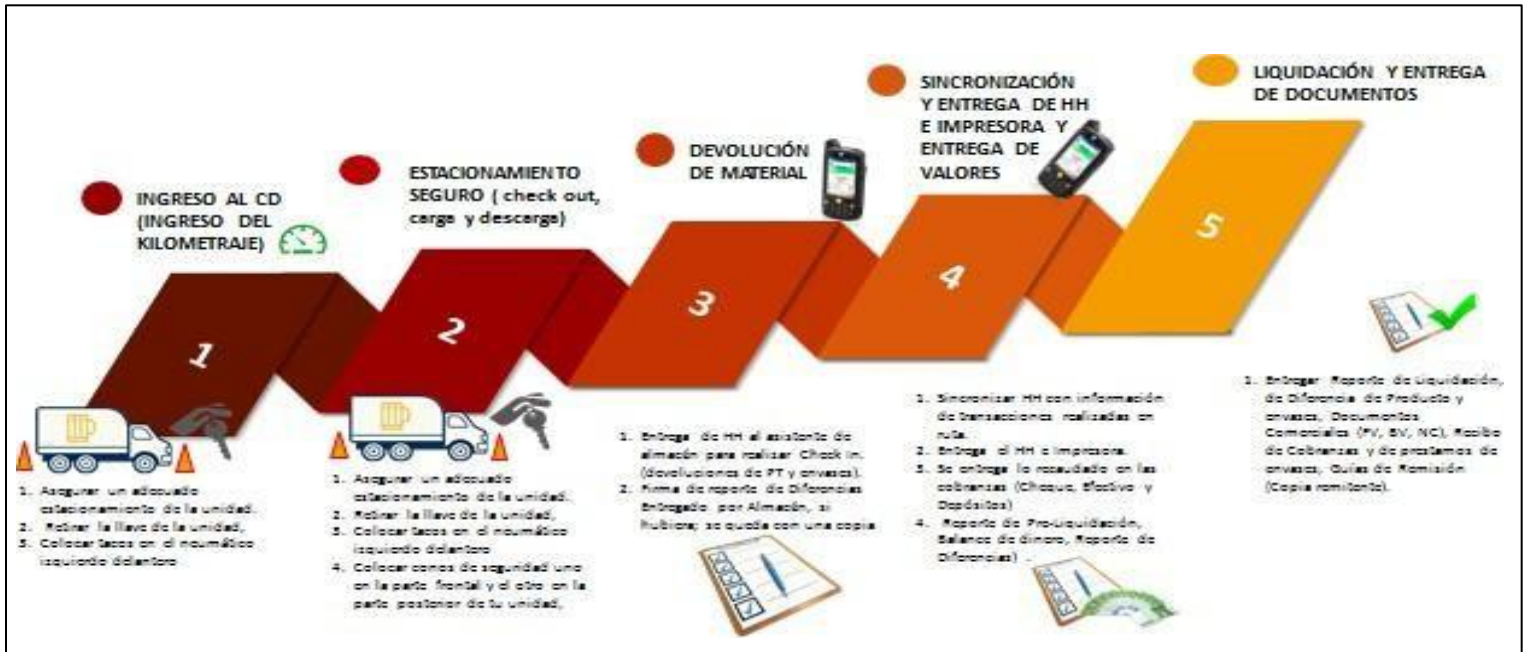 INGRESO AL CD
(INGRESO DEL
KILOMETRAJE)
1
1. Asegurar un adecuado
estacionamiento de la unidad.
2. Retirar la llave de la unidad,
3. Colocar tacos en el neumático
izquierdo delantero
ESTACIONAMIENTO
SEGURO ( check out,
carga y descarga)
2
1. Asegurar un adecuado
estacionamiento de la unidad.
2. Retirar la llave de la unidad,
3. Colocar tacos en el neumático
izquierdo delantero
4. Colocar conos de seguridad uno
en la parte frontal y el otro en la
parte posterior de tu unidad,
DEVOLUCIÓN
DE MATERIAL
3
1. Entrega de HH al asistente de
almacén para realizar Check in.
(devoluciones de PT y envases).
2. Firma de reporte de Diferencias
Entregado por Almacén, si
hubiera; se queda con una copia
SINCRONIZACIÓN
Y ENTREGA DE HH
E IMPRESORA Y
ENTREGA DE
VALORES
4
1. Sincronizar HH con información
de transacciones realizadas en
ruta.
2. Entrega el HH e Impresora.
3. Se entrega lo recaudado en las
cobranzas (Cheque, Efectivo y
Depósitos)
4. Reporte de Pre-Liquidación,
Balance de dinero, Reporte de
Diferencias) .
LIQUIDACIÓN Y ENTREGA
DE DOCUMENTOS
5
1. Entregar Reporte de Liquidación,
de Diferencia de Producto y
envases, Documentos
Comerciales (FV, BV, NC), Recibo
de Cobranzas y de prestamos de
envases, Guías de Remisión
(Copia remitente).